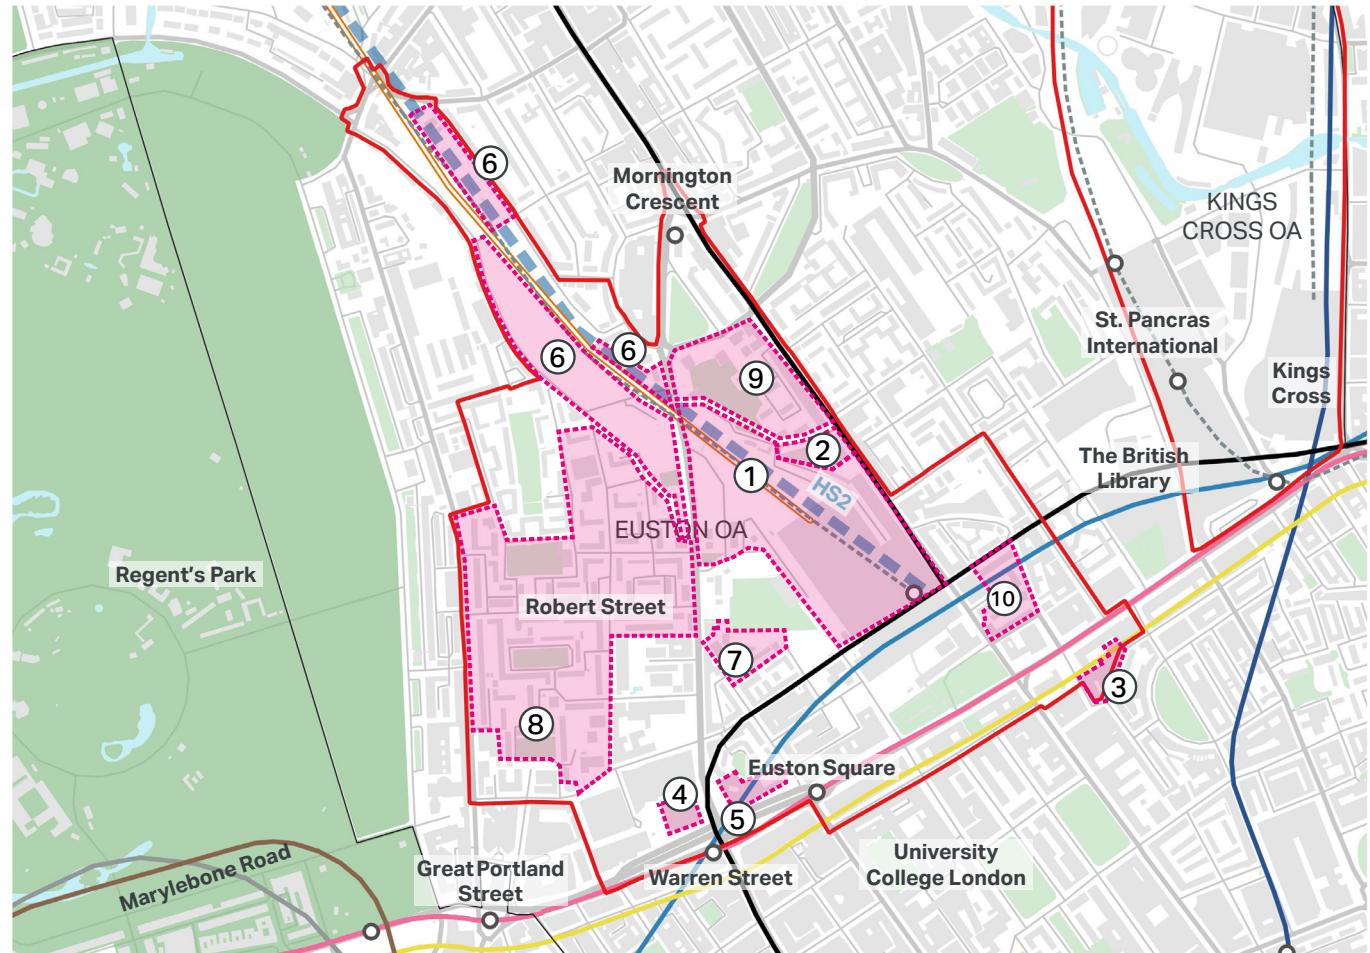 6
Mornington
Crescent
KINGS
CROSS OA
St. Pancras
International
6
6
9
Kings
Cross
2
The British
Library
1
HS2
EUSTON OA
Regent's Park
Robert Street
10
7
3
8
Euston Square
4
5
University
College London
Marylebone Road
Great Portland
Street
Warren Street